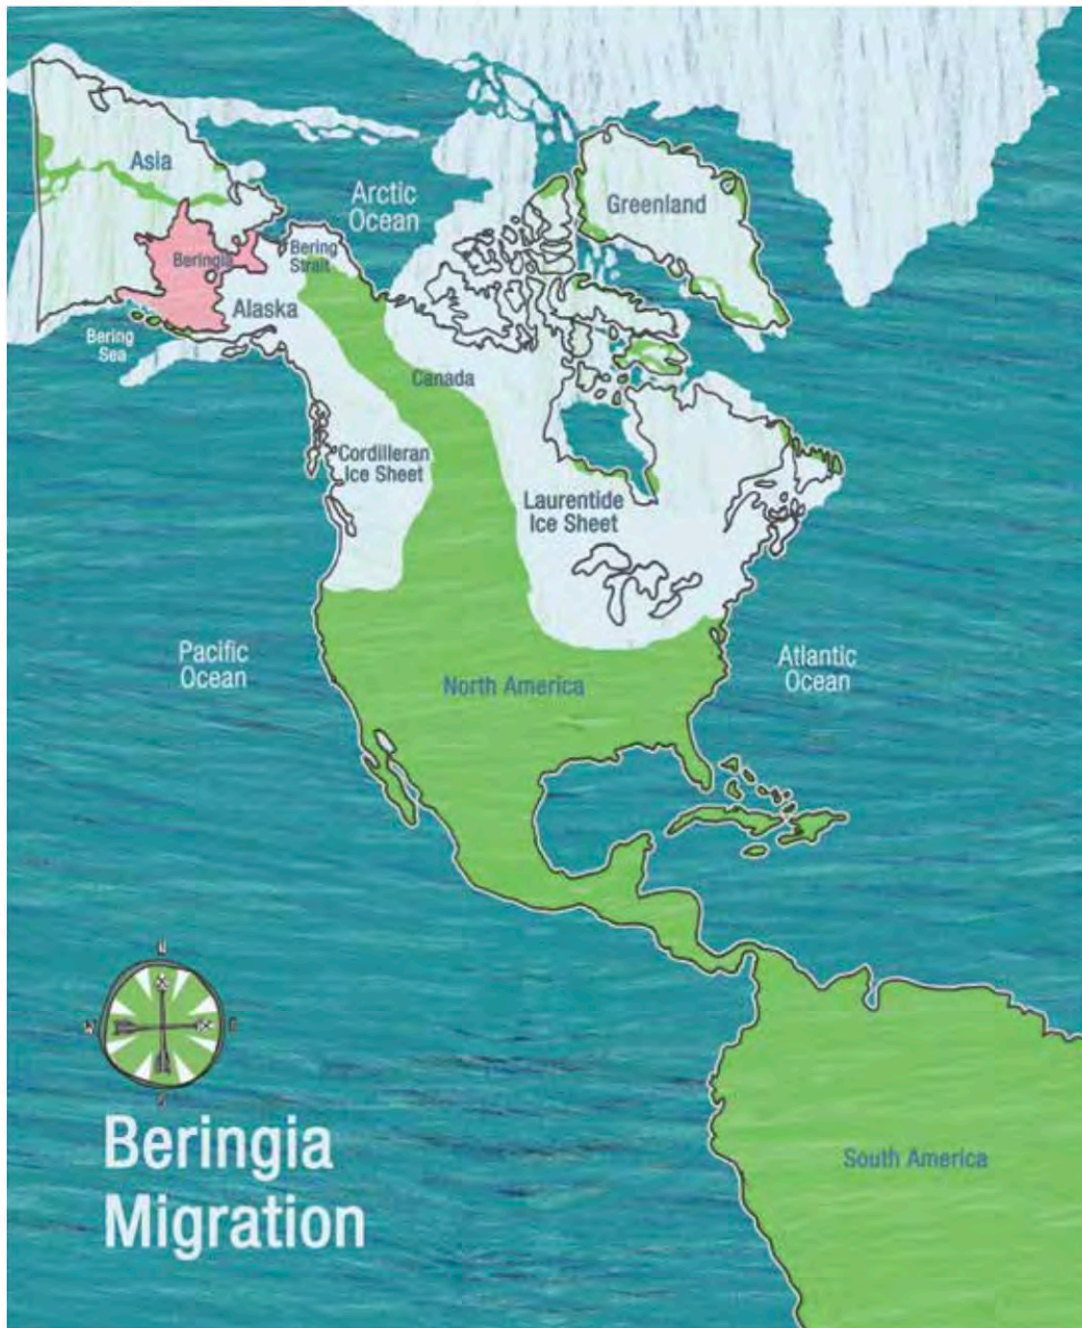 Asia
Arctic
Ocean
Greenland
Beringia
Bering
Strait
Alaska
Bering
Sea
Canada
Cordilleran
Ice Sheet
Laurentide
Ice Sheet
Pacific
Ocean
North America
Atlantic
Ocean
N
W
E
S
South America
Beringia
Migration